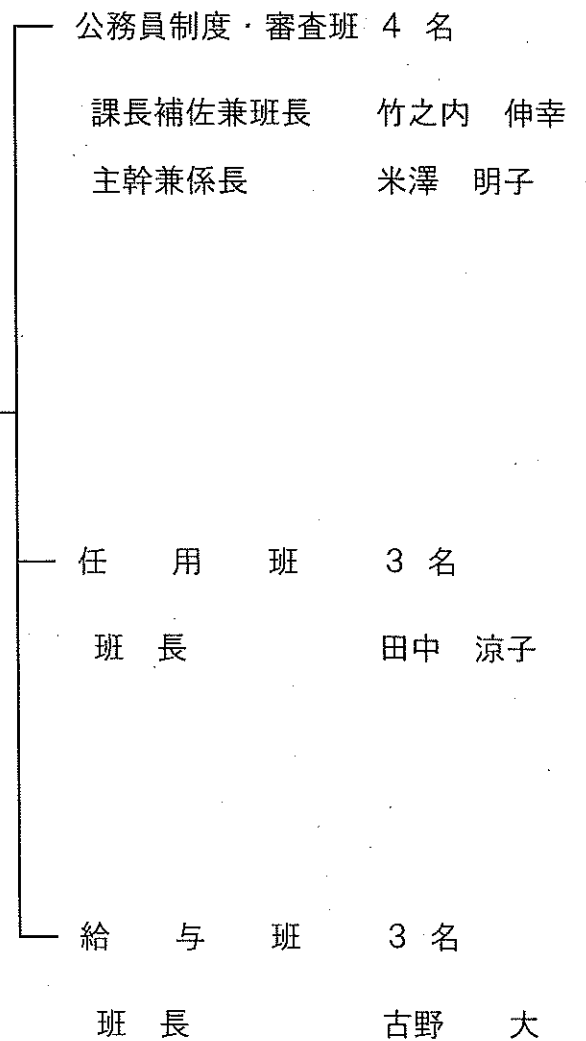 公務員制度・審査班 4 名
課長補佐兼班長 竹之内 伸幸
主幹兼係長 米澤 明子
任 用 班 3 名
班 長 田中 涼子
給 与 班 3 名
班 長 古野 大